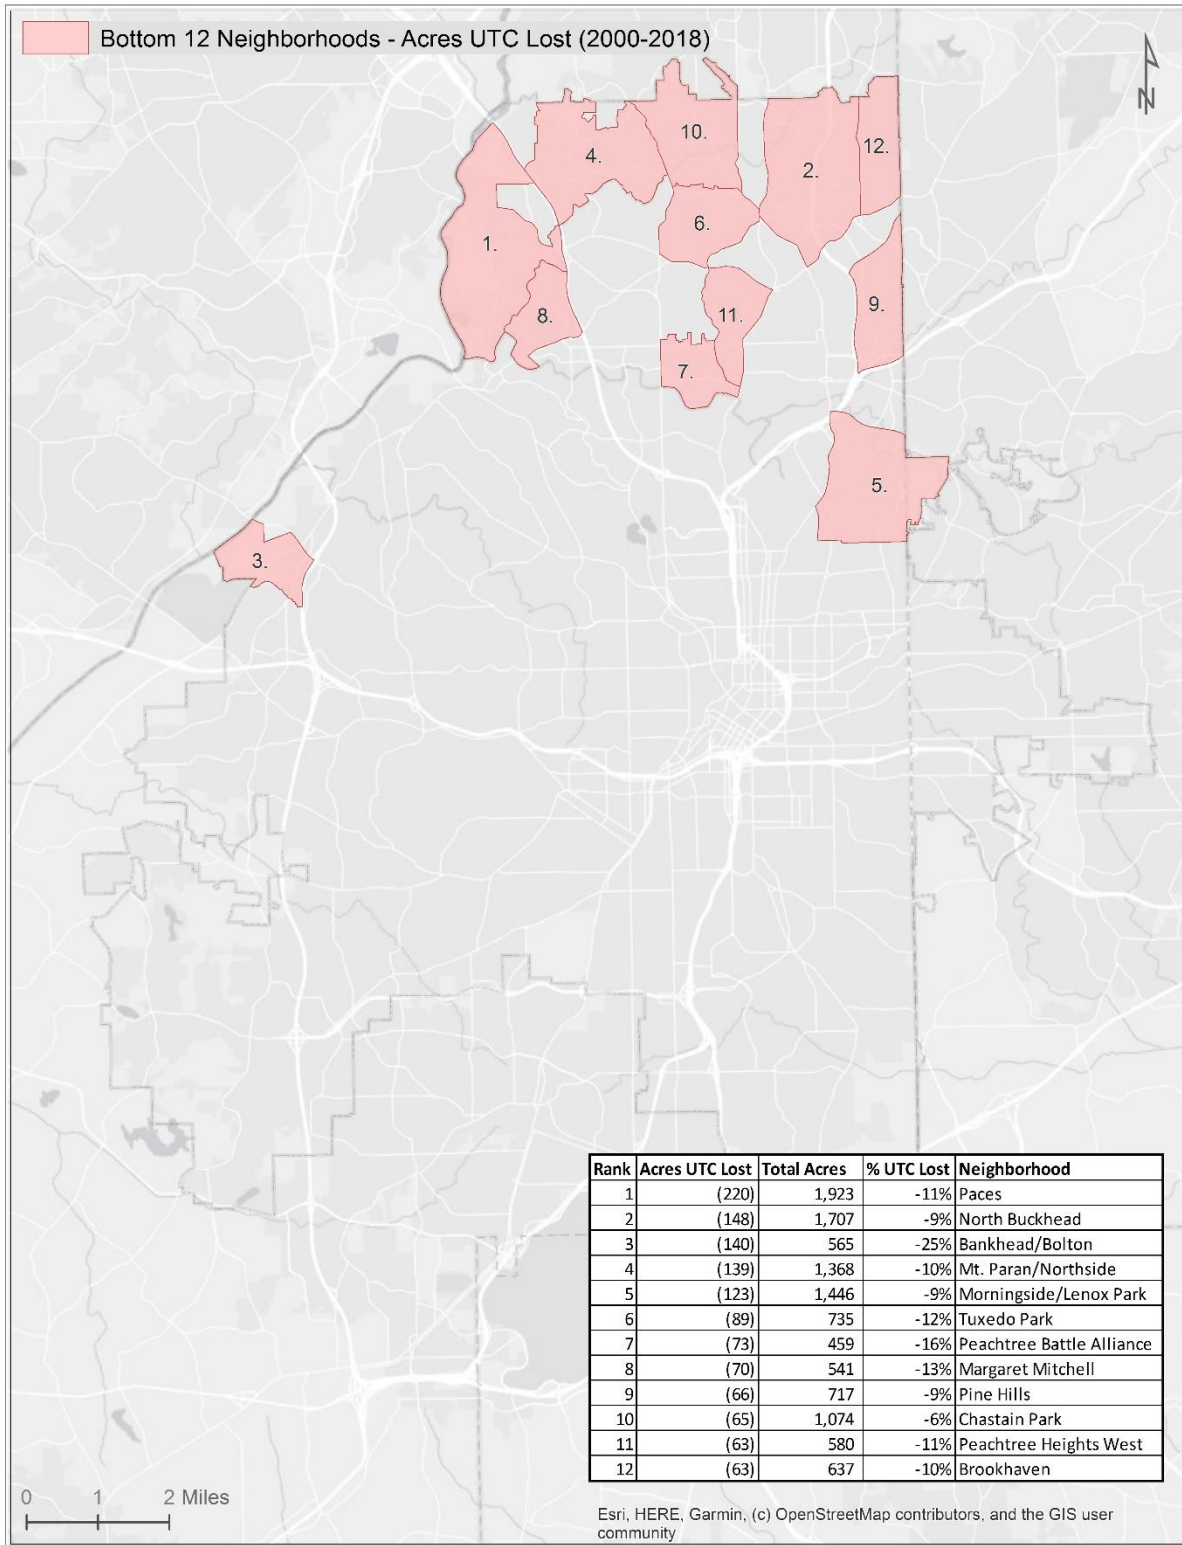 Bottom 12 Neighborhoods - Acres UTC Lost (2000-2018)
N
10.
12.
4.
2.
6.
1.
9.
8.
11.
7.
5.
3.
Rank Acres UTC Lost Total Acres % UTC Lost Neighborhood
1 (220) 1,923 -11% Paces
2 (148) 1,707 -9% North Buckhead
3 (140) 565 -25% Bankhead/Bolton
4 (139) 1,368 -10% Mt. Paran/Northside
5 (123) 1,446 -9% Morningside/Lenox Park
6 (89) 735 -12% Tuxedo Park
7 (73) 459 -16% Peachtree Battle Alliance
8 (70) 541 -13% Margaret Mitchell
9 (66) 717 -9% Pine Hills
10 (65) 1,074 -6% Chastain Park
11 (63) 580 -11% Peachtree Heights West
12 (63) 637 -10% Brookhaven
0 1 2 Miles
Esri, HERE, Garmin, (c) OpenStreetMap contributors, and the GIS user
community